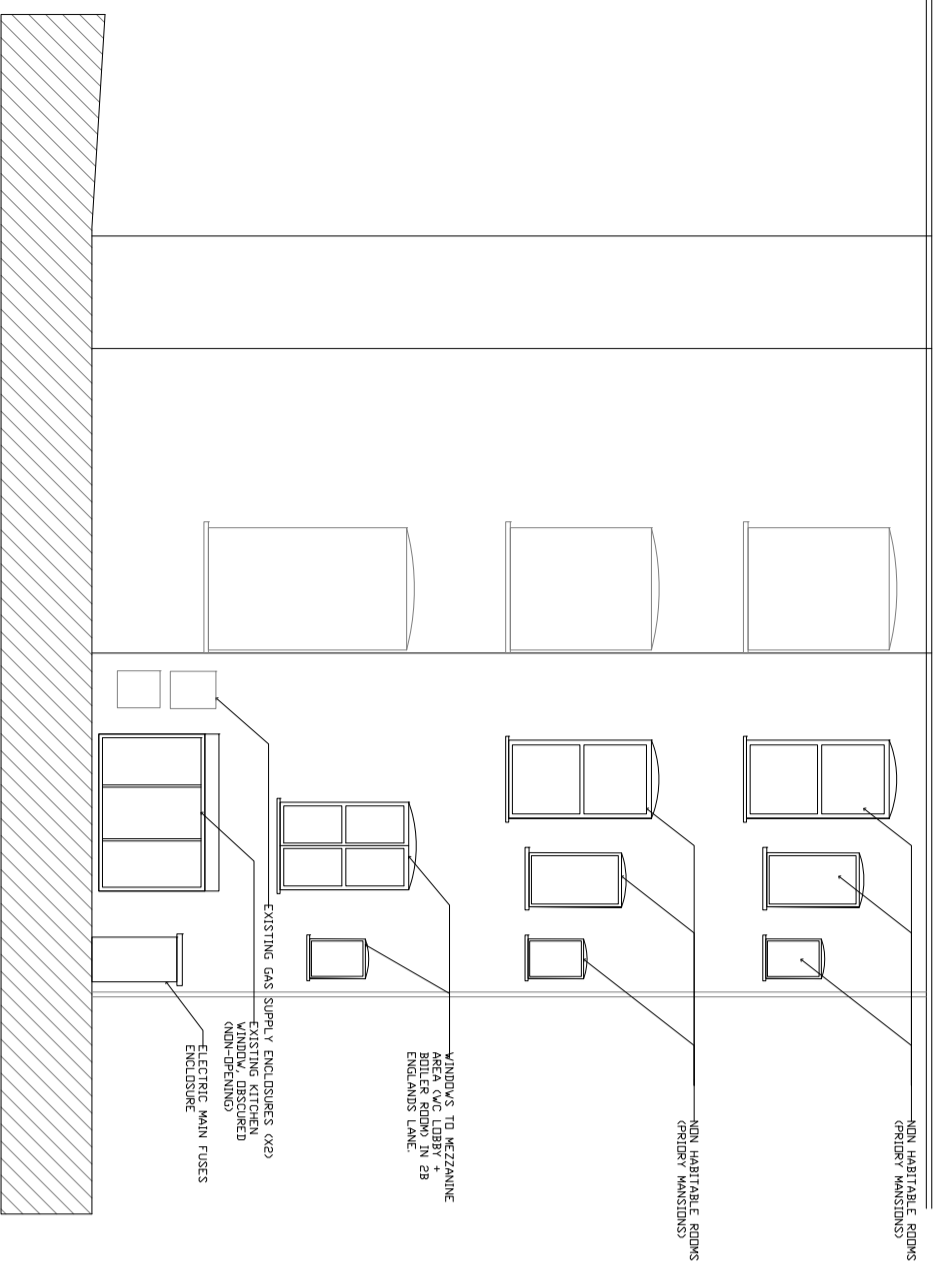 NON HABITABLE ROOMS
(PRIORY MANSIONS)
NON HABITABLE ROOMS
(PRIORY MANSIONS)
WINDOWS TO MEZZANINE
AREA (WC LOBBY +
BOILER ROOM) IN 2B
ENGLANDS LANE.
EXISTING GAS SUPPLY ENCLOSURES (X2)
EXISTING KITCHEN
WINDOW, OBSCURED
(NON-OPENING)
ELECTRIC MAIN FUSES
ENCLOSURE